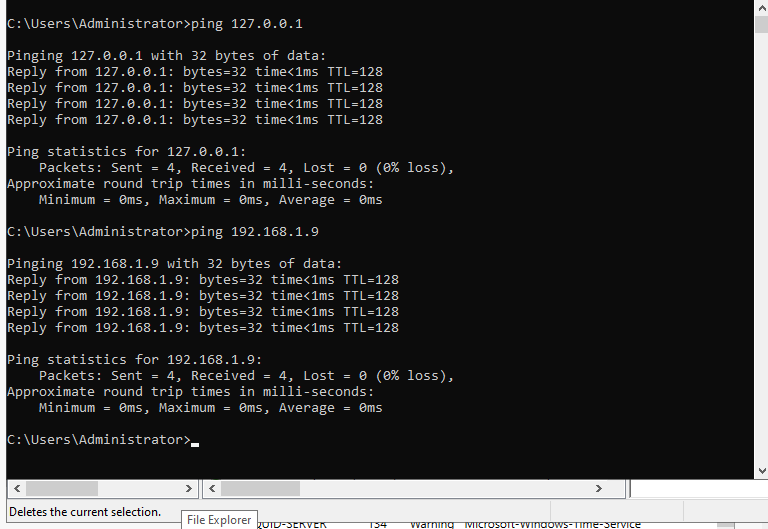 C:\Users\Administrator>ping 127.0.0.1
Pinging 127.0.0.1 with 32 bytes of data:
Reply from 127.0.0.1: bytes=32 time<1ms TTL=128
Reply from 127.0.0.1: bytes=32 time<1ms TTL=128
Reply from 127.0.0.1: bytes=32 time<1ms TTL=128
Reply from 127.0.0.1: bytes=32 time<1ms TTL=128
Ping statistics for 127.0.0.1:
    Packets: Sent = 4, Received = 4, Lost = 0 (0% loss),
Approximate round trip times in milli-seconds:
    Minimum = 0ms, Maximum = 0ms, Average = 0ms
C:\Users\Administrator>ping 192.168.1.9
Pinging 192.168.1.9 with 32 bytes of data:
Reply from 192.168.1.9: bytes=32 time<1ms TTL=128
Reply from 192.168.1.9: bytes=32 time<1ms TTL=128
Reply from 192.168.1.9: bytes=32 time<1ms TTL=128
Reply from 192.168.1.9: bytes=32 time<1ms TTL=128
Ping statistics for 192.168.1.9:
    Packets: Sent = 4, Received = 4, Lost = 0 (0% loss),
Approximate round trip times in milli-seconds:
    Minimum = 0ms, Maximum = 0ms, Average = 0ms
C:\Users\Administrator>
Deletes the current selection.
File Explorer
QUID-SERVER 134 Warning Microsoft-Windows-Time-Service